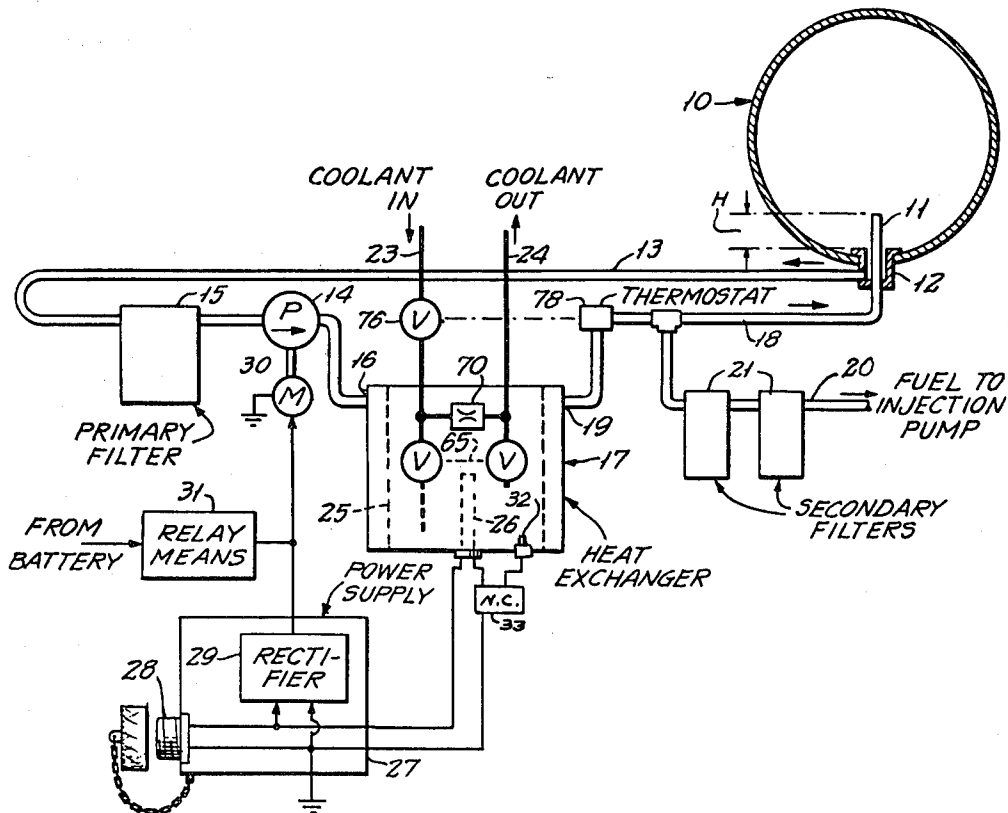 10
11
H
COOLANT
IN
COOLANT
OUT
13
12
23
24
15
14
78
THERMOSTAT
P
76
V
18
16
70
30
M
PRIMARY
FILTER
65
V
V
19
17
21
20
FUEL TO
INJECTION
PUMP
25
26
32
SECONDARY
FILTERS
31
FROM
BATTERY
RELAY
MEANS
HEAT
EXCHANGER
POWER
SUPPLY
N.C.
33
29
RECTI-
FIER
28
27